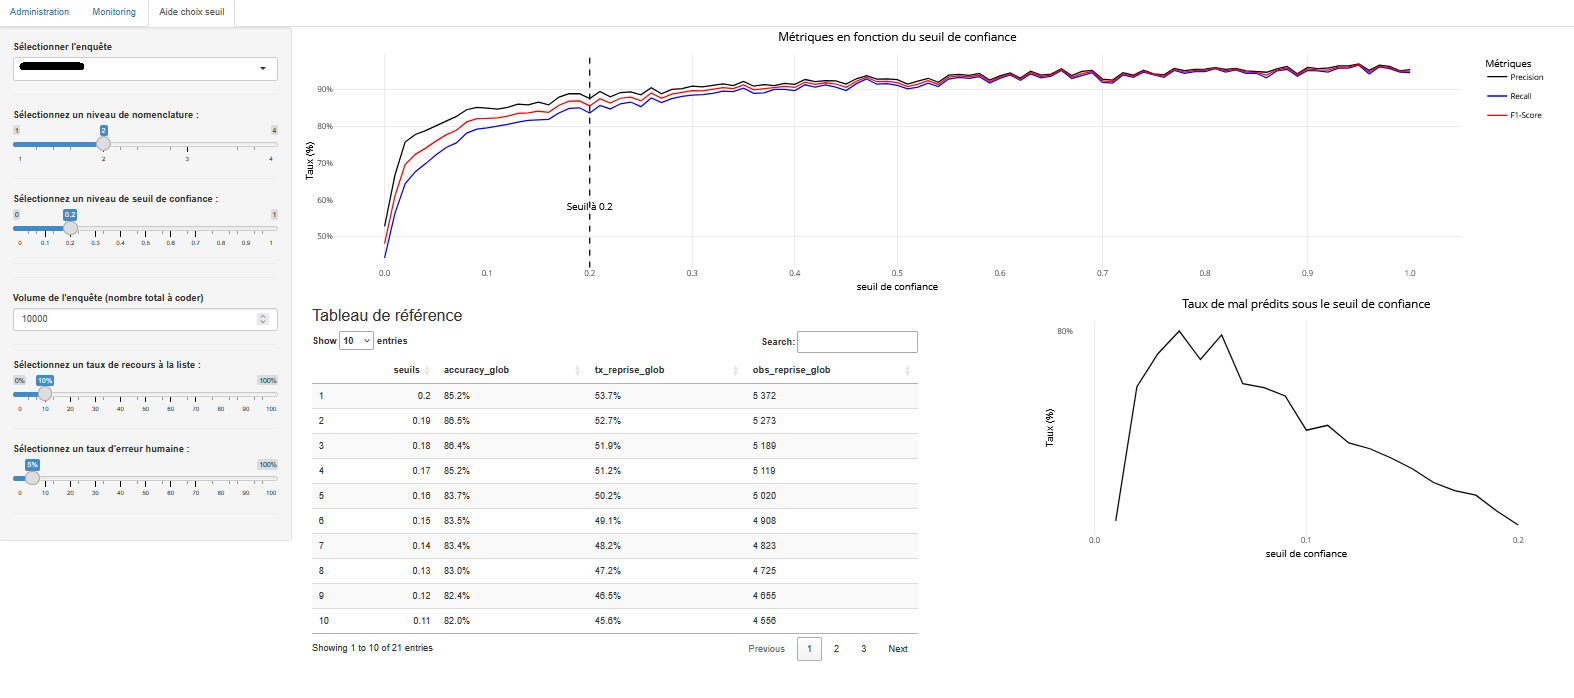 Administration Monitoring Aide choix seuil
Sélectionner l'enquête
Sélectionnez un niveau de nomenclature :
1 2 4
1 2 3 4
Sélectionnez un niveau de seuil de confiance :
0 0.2 1
0 0.1 0.2 0.3 0.4 0.5 0.6 0.7 0.8 0.9 1
Volume de l'enquête (nombre total à coder)
10000
Sélectionnez un taux de recours à la liste :
0% 10% 100%
0 10 20 30 40 50 60 70 80 90 100
Sélectionnez un taux d'erreur humaine :
5% 100%
0 10 20 30 40 50 60 70 80 90 100
Métriques en fonction du seuil de confiance
Taux (%)
90%
80%
70%
60%
50%
Seuil à 0.2
0.0 0.1 0.2 0.3 0.4 0.5 0.6 0.7 0.8 0.9 1.0
seuil de confiance
Métriques
Precision
Recall
F1-Score
Tableau de référence
Show 10 entries
Search:
seuils accuracy_glob tx_reprise_glob obs_reprise_glob
1 0.2 85.2% 53.7% 5 372
2 0.19 86.5% 52.7% 5 273
3 0.18 86.4% 51.9% 5 189
4 0.17 85.2% 51.2% 5 119
5 0.16 83.7% 50.2% 5 020
6 0.15 83.5% 49.1% 4 908
7 0.14 83.4% 48.2% 4 823
8 0.13 83.0% 47.2% 4 725
9 0.12 82.4% 46.5% 4 655
10 0.11 82.0% 45.6% 4 556
Showing 1 to 10 of 21 entries
Previous 1 2 3 Next
Taux de mal prédits sous le seuil de confiance
80%
Taux (%)
0.0 0.1 0.2
seuil de confiance